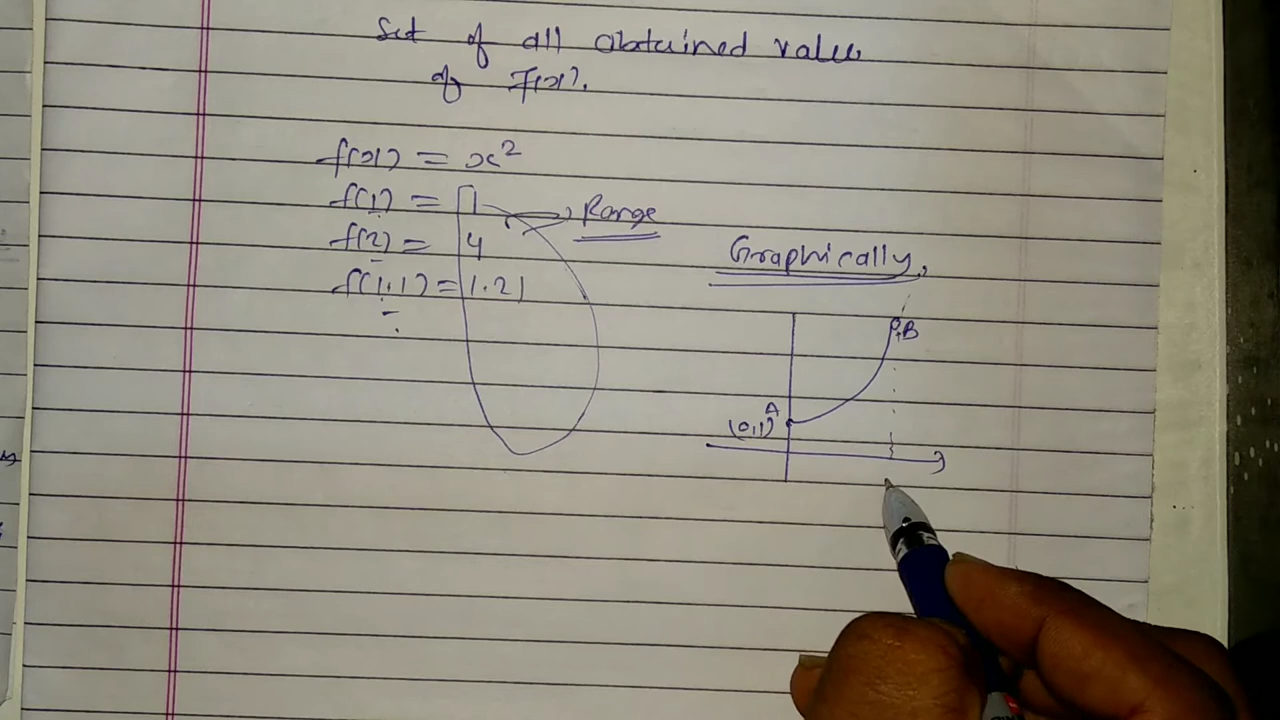 Set of all obtained value
of f(x).
f(x) = x²
f(1) = 1
Range
f(2) = 4
f(1.1) = 1.21
Graphically,
B
A
(0,1)